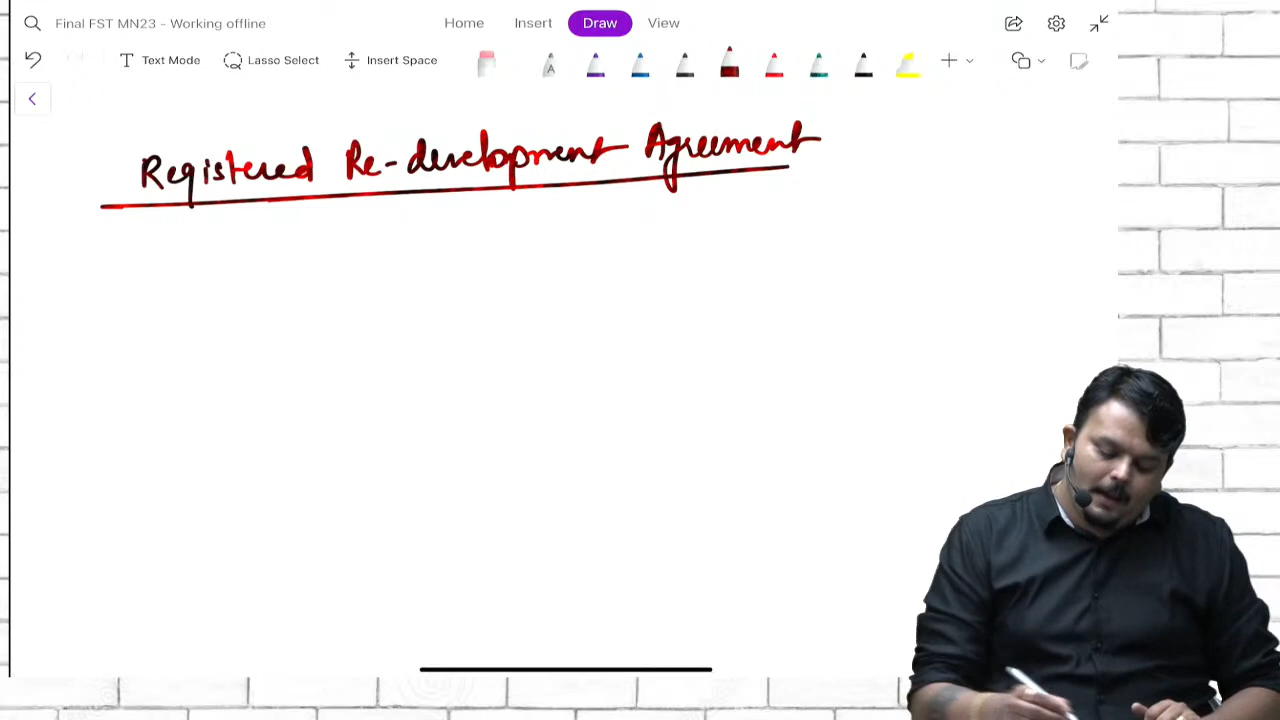 Final FST MN23 - Working offline
Home Insert Draw View
Text Mode Lasso Select Insert Space
A
Registered Re-development Agreement